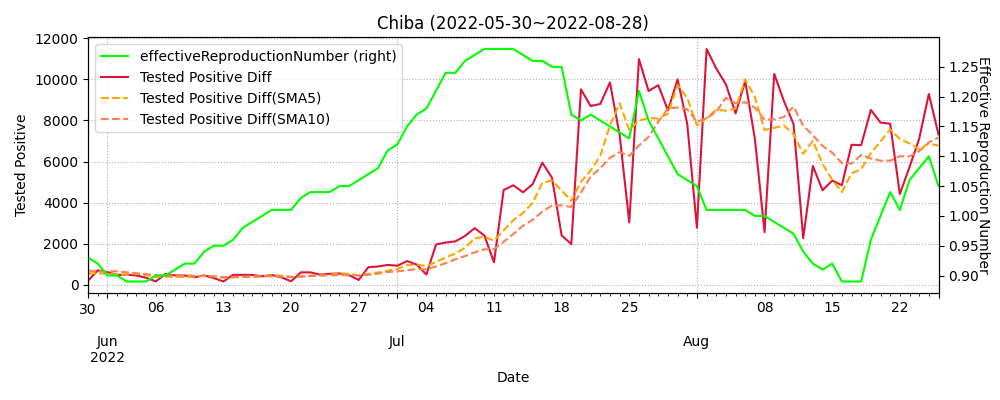 Chiba (2022-05-30~2022-08-28)
effectiveReproductionNumber (right)
Tested Positive Diff
Tested Positive Diff(SMA5)
Tested Positive Diff(SMA10)
Tested Positive
12000
10000
8000
6000
4000
2000
0
Effective Reproduction Number
1.25
1.20
1.15
1.10
1.05
1.00
0.95
0.90
30 06 13 20 27 04 11 18 25 08 15 22
Jun Jul Aug
2022
Date